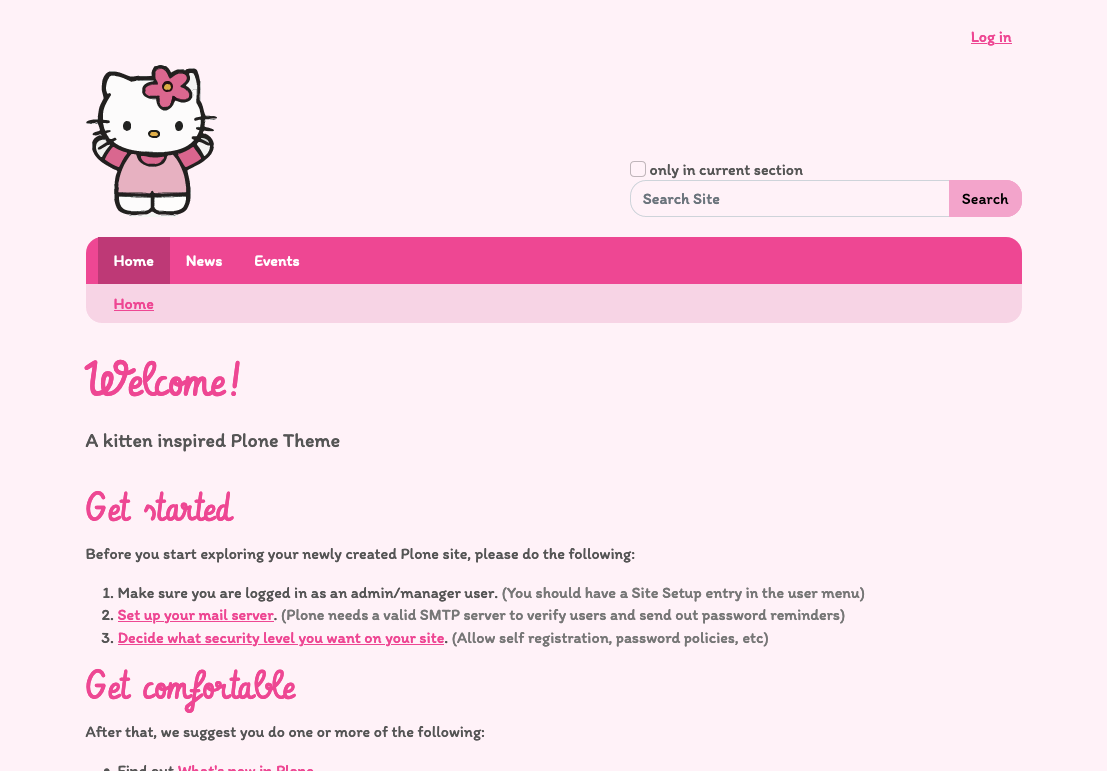 Log in
only in current section
Search Site
Search
Home News Events
Home
Welcome!
A kitten inspired Plone Theme
Get started
Before you start exploring your newly created Plone site, please do the following:
1. Make sure you are logged in as an admin/manager user. (You should have a Site Setup entry in the user menu)
2. Set up your mail server. (Plone needs a valid SMTP server to verify users and send out password reminders)
3. Decide what security level you want on your site. (Allow self registration, password policies, etc)
Get comfortable
After that, we suggest you do one or more of the following:
• Find out What's new in Plone